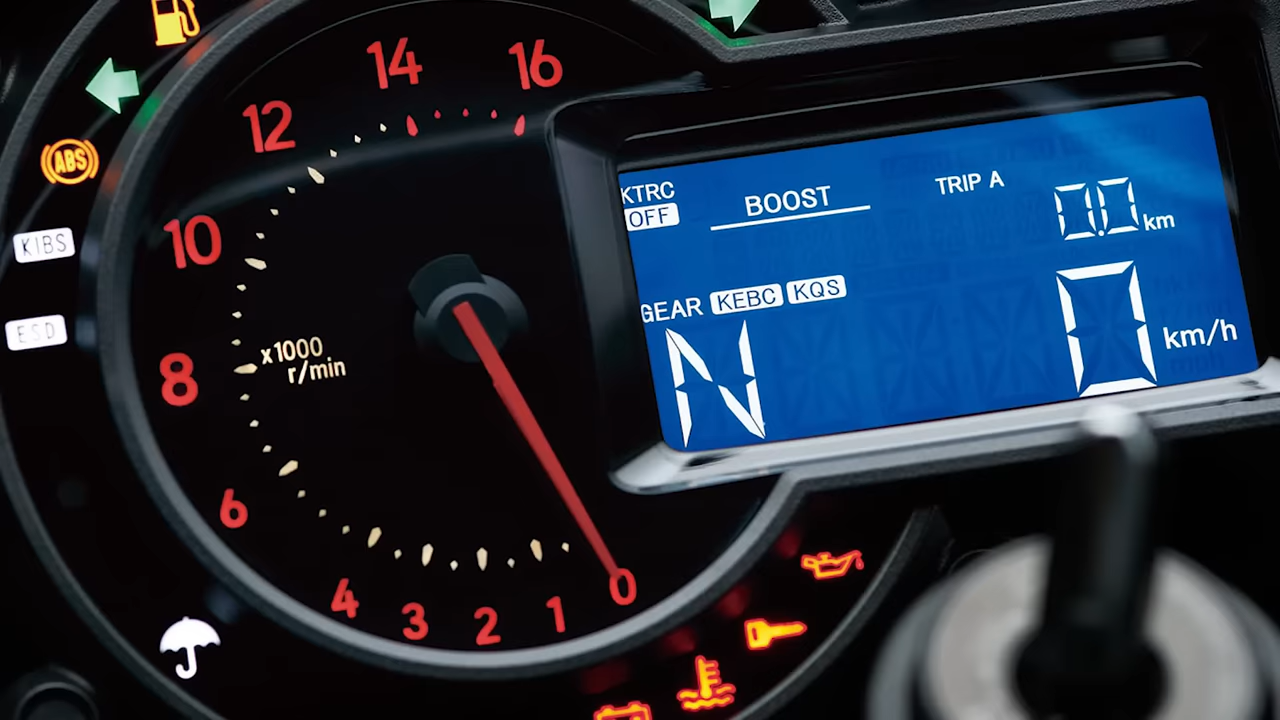 14
16
12
ABS
10
KIBS
ESD
x1000
r/min
8
6
4
3
2
1
0
KTRC
OFF
BOOST
TRIP A
0.0 km
GEAR KEBC KQS
N
0 km/h